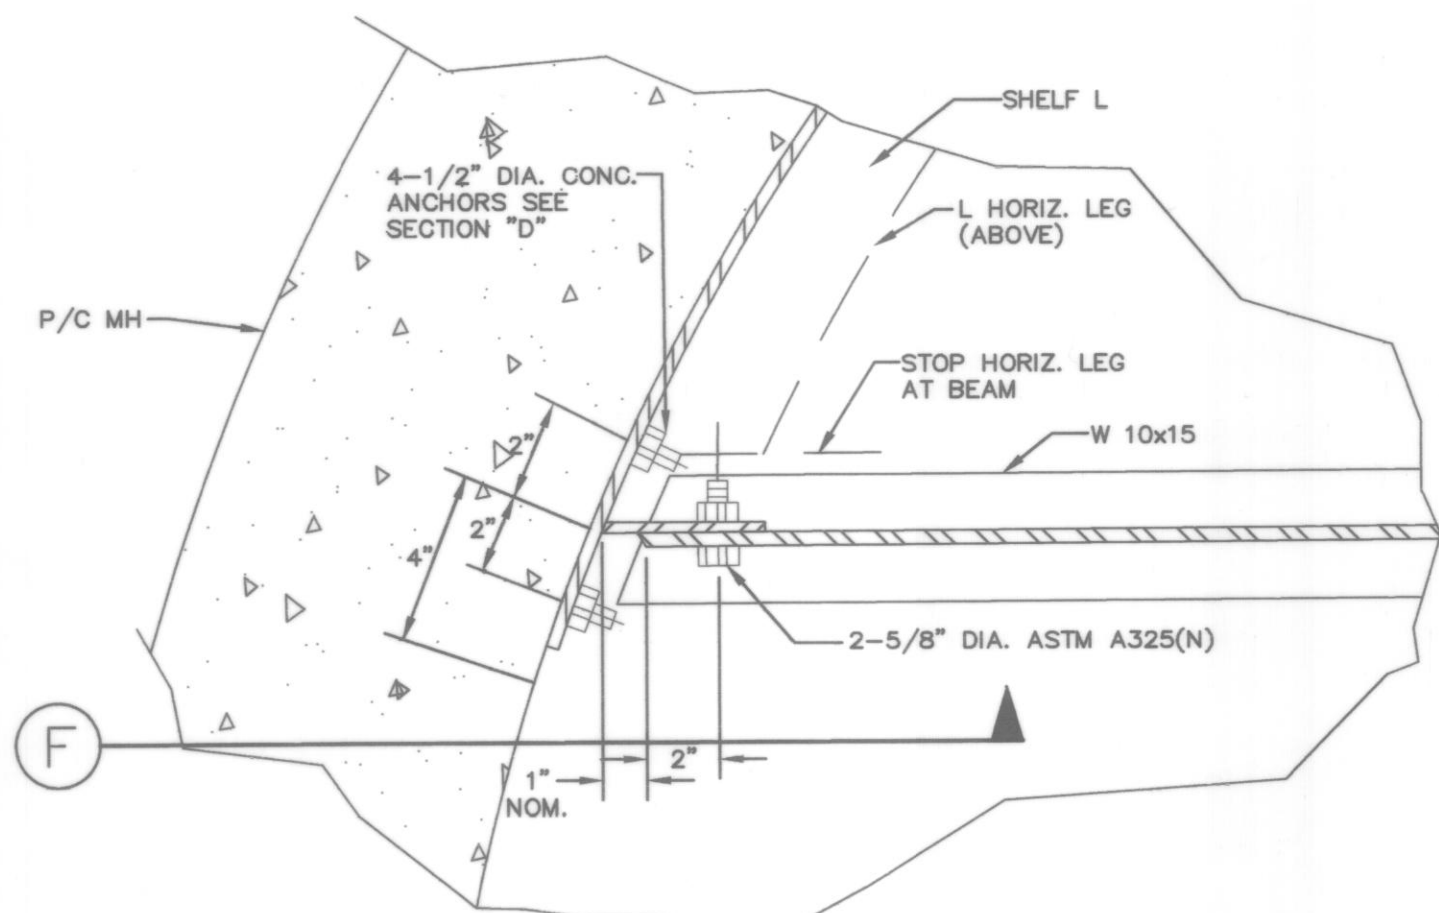 SHELF L
4-1/2" DIA. CONC.
ANCHORS SEE
SECTION "D"
L HORIZ. LEG
(ABOVE)
P/C MH
STOP HORIZ. LEG
AT BEAM
2"
W 10x15
2"
4"
2-5/8" DIA. ASTM A325(N)
F
2"
1"
NOM.